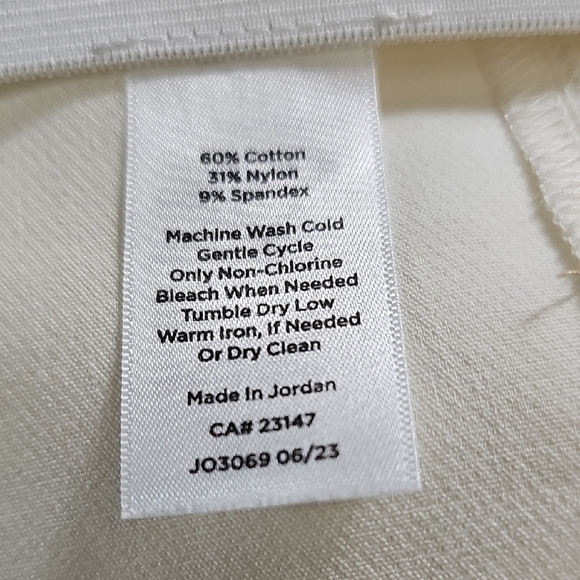 60% Cotton
31% Nylon
9% Spandex
Machine Wash Cold
Gentle Cycle
Only Non-Chlorine
Bleach When Needed
Tumble Dry Low
Warm Iron, If Needed
Or Dry Clean
Made In Jordan
CA# 23147
JO3069 06/23